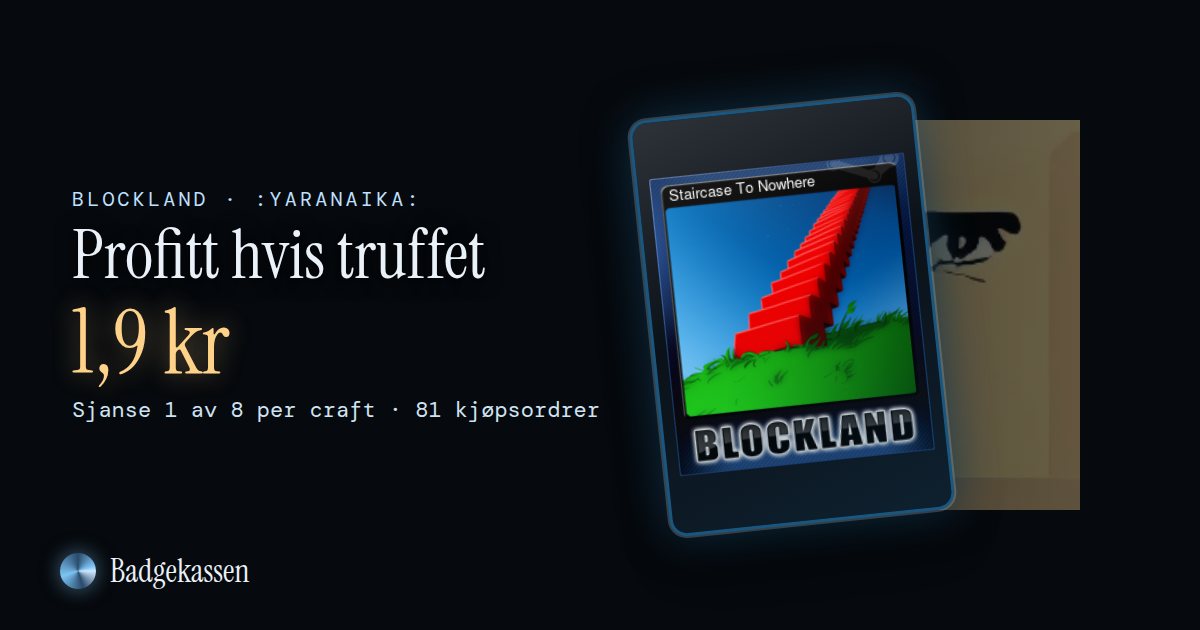 BLOCKLAND · :YARANAIKA:
Profitt hvis truffet
1,9 kr
Sjanse 1 av 8 per craft · 81 kjøpsordrer
Staircase To Nowhere
BLOCKLAND
Badgekassen